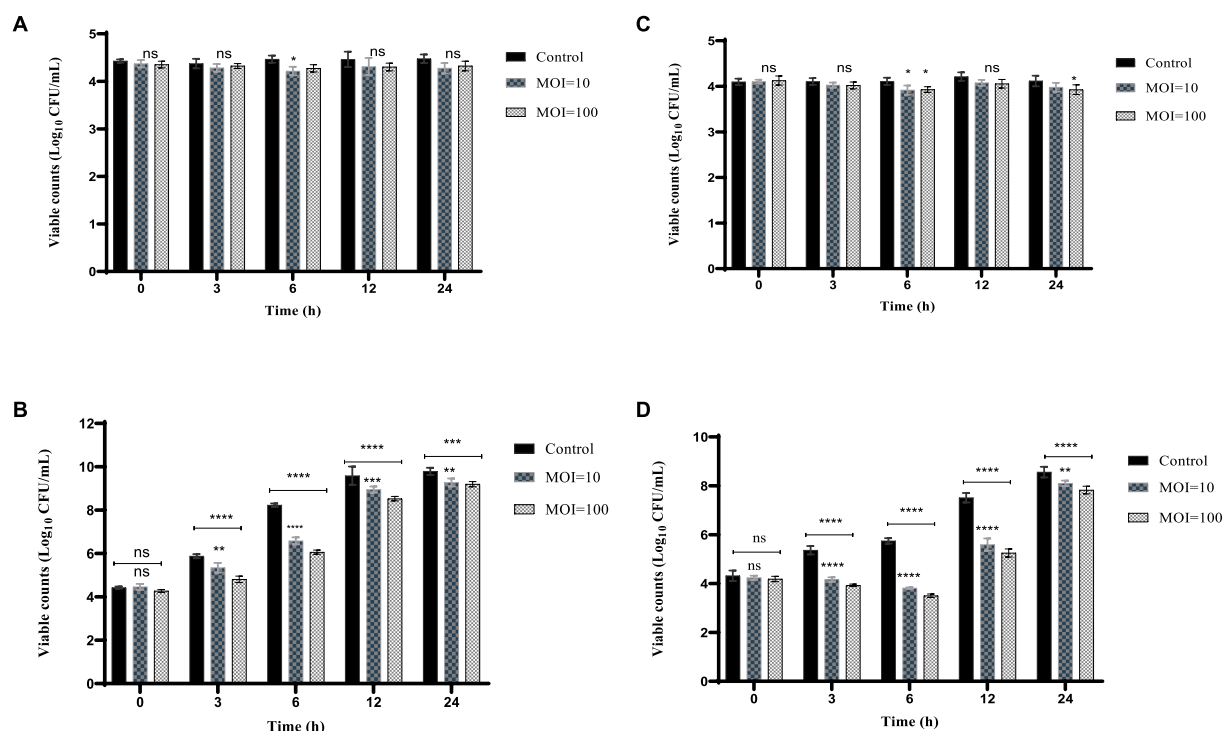 A
Viable counts (Log10 CFU/mL)
5
4
3
2
1
0
ns
ns
*
ns
ns
0 3 6 12 24
Time (h)
Control
MOI=10
MOI=100
C
Viable counts (Log10 CFU/mL)
5
4
3
2
1
0
ns
ns
* *
ns
*
0 3 6 12 24
Time (h)
Control
MOI=10
MOI=100
B
Viable counts (Log10 CFU/mL)
12
10
8
6
4
2
0
ns
ns
****
**
****
****
****
***
***
**
0 3 6 12 24
Time (h)
Control
MOI=10
MOI=100
D
Viable counts (Log10 CFU/mL)
10
8
6
4
2
0
ns
ns
****
****
****
****
****
****
****
**
0 3 6 12 24
Time (h)
Control
MOI=10
MOI=100